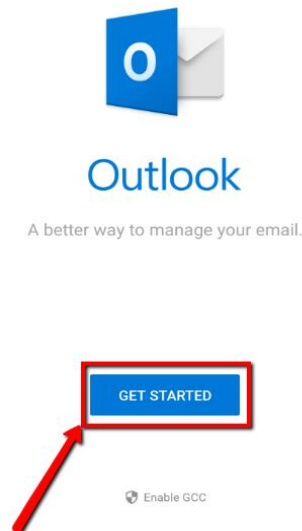 O
Outlook
A better way to manage your email.
GET STARTED
Enable GCC